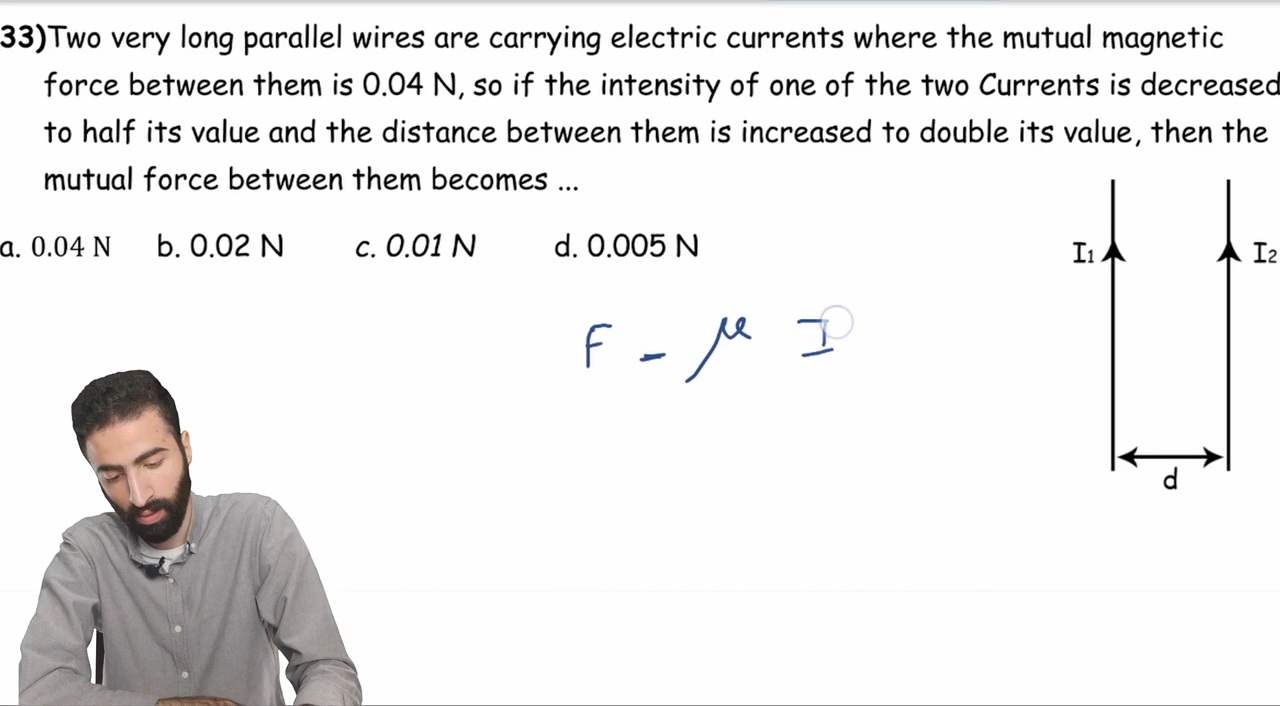 33)Two very long parallel wires are carrying electric currents where the mutual magnetic
force between them is 0.04 N, so if the intensity of one of the two Currents is decreased
to half its value and the distance between them is increased to double its value, then the
mutual force between them becomes ...
a. 0.04 N b. 0.02 N c. 0.01 N d. 0.005 N
I₁ I₂
F - μ I
d